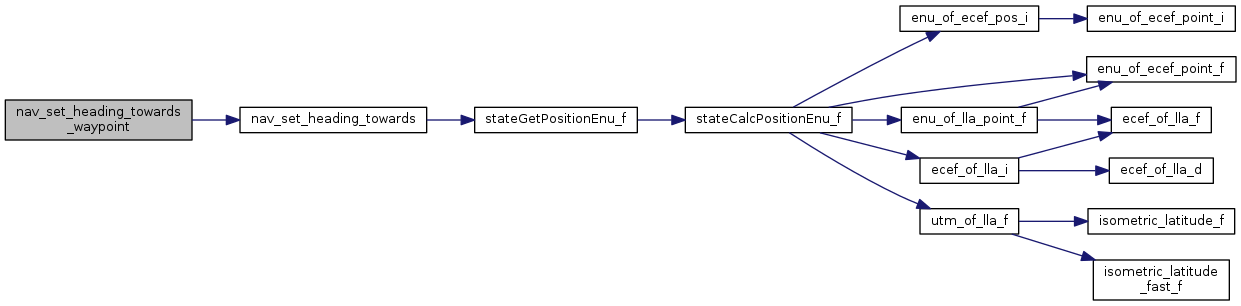 nav_set_heading_towards
_waypoint
nav_set_heading_towards
stateGetPositionEnu_f
stateCalcPositionEnu_f
enu_of_ecef_pos_i
enu_of_ecef_point_i
enu_of_ecef_point_f
enu_of_lla_point_f
ecef_of_lla_f
ecef_of_lla_i
ecef_of_lla_d
utm_of_lla_f
isometric_latitude_f
isometric_latitude
_fast_f